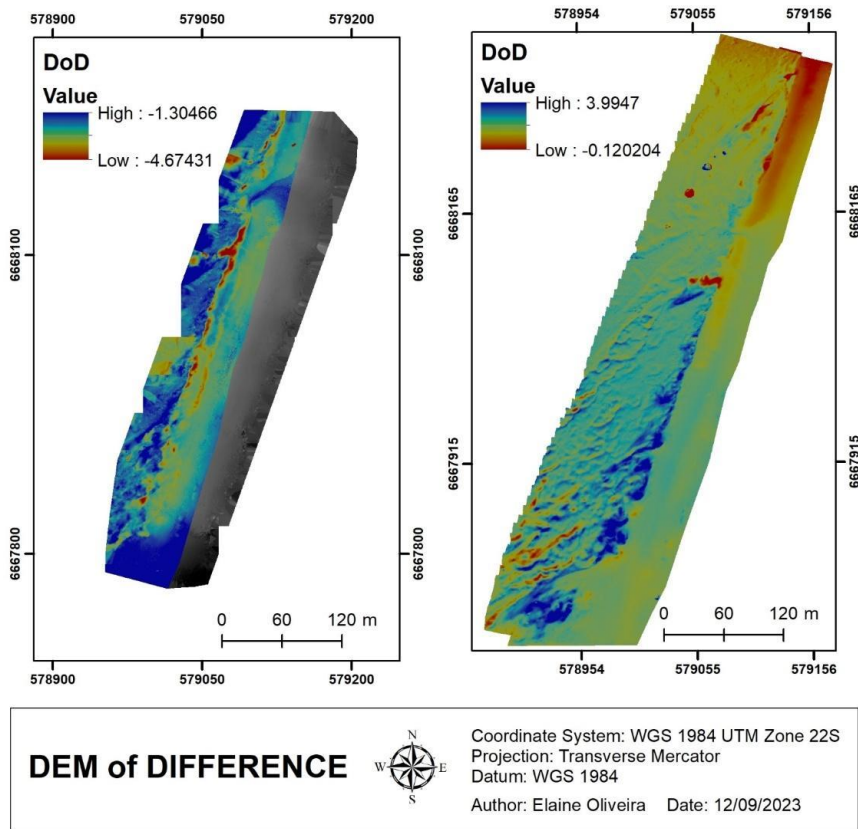 578900 579050 579200
578954 579055 579156
DoD
Value
High : -1.30466
Low : -4.67431
6668100
6667800
6668100
6667800
0 60 120 m
578900 579050 579200
DoD
Value
High : 3.9947
Low : -0.120204
6668165
6667915
6668165
6667915
0 60 120 m
578954 579055 579156
DEM of DIFFERENCE
N
W E
S
Coordinate System: WGS 1984 UTM Zone 22S
Projection: Transverse Mercator
Datum: WGS 1984
Author: Elaine Oliveira Date: 12/09/2023